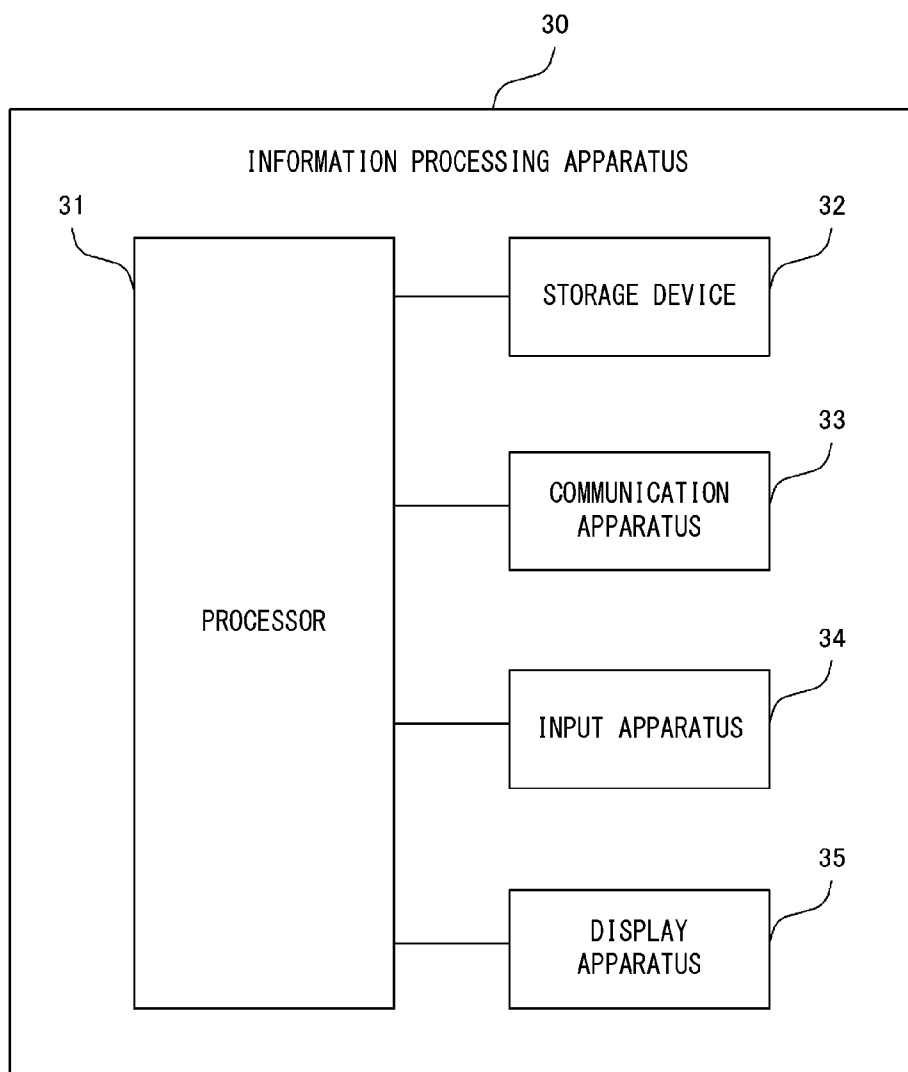 30
INFORMATION PROCESSING APPARATUS
31
32
STORAGE DEVICE
33
COMMUNICATION
APPARATUS
PROCESSOR
34
INPUT APPARATUS
35
DISPLAY
APPARATUS